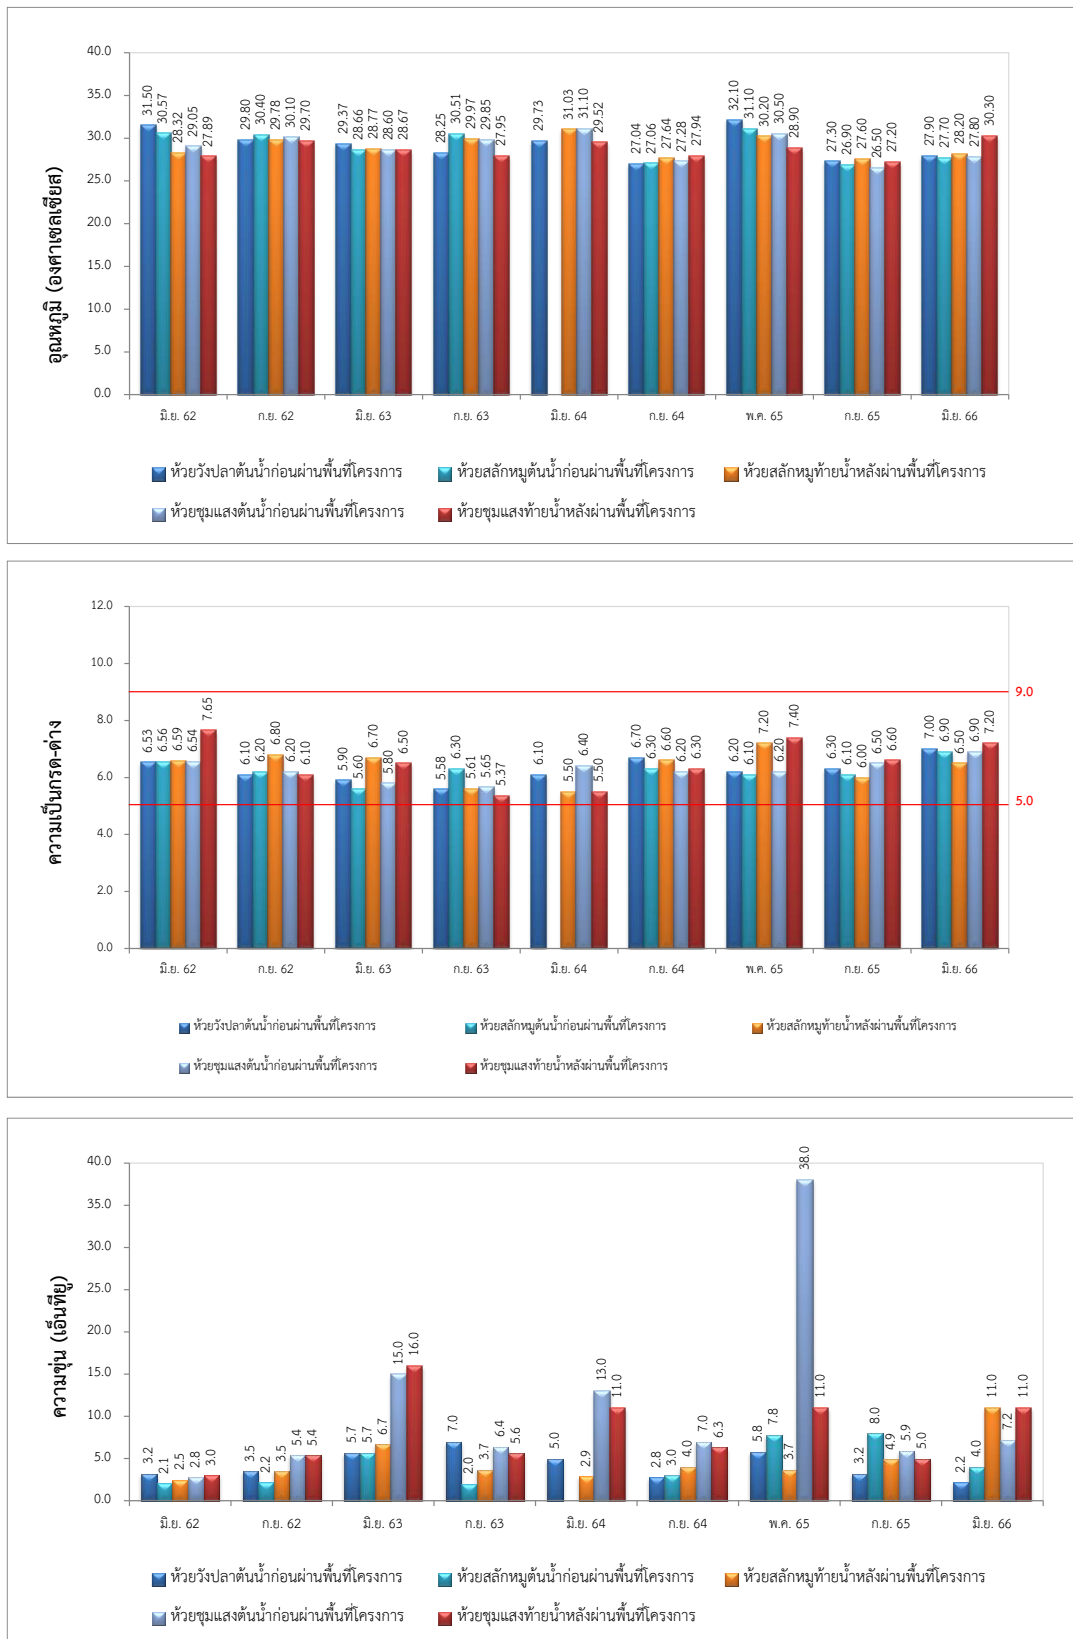 40.0
35.0
30.0
25.0
20.0
15.0
10.0
5.0
0.0
อุณหภูมิ (องศาเซลเซียส)
31.50 30.57 28.32 29.05 27.89
29.80 30.40 29.78 30.10 29.70
29.37 28.66 28.77 28.60 28.67
28.25 30.51 29.97 29.85 27.95
29.73 31.03 31.10 29.52
27.04 27.06 27.64 27.28 27.94
32.10 31.10 30.20 30.50 28.90
27.30 26.90 27.60 26.50 27.20
27.90 27.70 28.20 27.80 30.30
มิ.ย. 62 ก.ย. 62 มิ.ย. 63 ก.ย. 63 มิ.ย. 64 ก.ย. 64 พ.ค. 65 ก.ย. 65 มิ.ย. 66
ห้วยวังปลาต้นน้ำก่อนผ่านพื้นที่โครงการ ห้วยสลักหมูต้นน้ำก่อนผ่านพื้นที่โครงการ ห้วยสลักหมูท้ายน้ำหลังผ่านพื้นที่โครงการ
ห้วยชุมแสงต้นน้ำก่อนผ่านพื้นที่โครงการ ห้วยชุมแสงท้ายน้ำหลังผ่านพื้นที่โครงการ
12.0
10.0
8.0
6.0
4.0
2.0
0.0
ความเป็นกรด-ด่าง
9.0
5.0
6.53 6.56 6.59 6.54 7.65
6.10 6.20 6.80 6.20 6.10
5.90 5.60 6.70 5.80 6.50
5.58 6.30 5.61 5.65 5.37
6.10 5.50 6.40 5.50
6.70 6.30 6.60 6.20 6.30
6.20 6.10 7.20 6.20 7.40
6.30 6.10 6.00 6.50 6.60
7.00 6.90 6.50 6.90 7.20
มิ.ย. 62 ก.ย. 62 มิ.ย. 63 ก.ย. 63 มิ.ย. 64 ก.ย. 64 พ.ค. 65 ก.ย. 65 มิ.ย. 66
ห้วยวังปลาต้นน้ำก่อนผ่านพื้นที่โครงการ ห้วยสลักหมูต้นน้ำก่อนผ่านพื้นที่โครงการ ห้วยสลักหมูท้ายน้ำหลังผ่านพื้นที่โครงการ
ห้วยชุมแสงต้นน้ำก่อนผ่านพื้นที่โครงการ ห้วยชุมแสงท้ายน้ำหลังผ่านพื้นที่โครงการ
40.0
35.0
30.0
25.0
20.0
15.0
10.0
5.0
0.0
ความขุ่น (เอ็นทียู)
3.2 2.1 2.5 2.8 3.0
3.5 2.2 3.5 5.4 5.4
5.7 5.7 6.7 15.0 16.0
7.0 2.0 3.7 6.4 5.6
5.0 2.9 13.0 11.0
2.8 3.0 4.0 7.0 6.3
5.8 7.8 3.7 38.0 11.0
3.2 8.0 4.9 5.9 5.0
2.2 4.0 11.0 7.2 11.0
มิ.ย. 62 ก.ย. 62 มิ.ย. 63 ก.ย. 63 มิ.ย. 64 ก.ย. 64 พ.ค. 65 ก.ย. 65 มิ.ย. 66
ห้วยวังปลาต้นน้ำก่อนผ่านพื้นที่โครงการ ห้วยสลักหมูต้นน้ำก่อนผ่านพื้นที่โครงการ ห้วยสลักหมูท้ายน้ำหลังผ่านพื้นที่โครงการ
ห้วยชุมแสงต้นน้ำก่อนผ่านพื้นที่โครงการ ห้วยชุมแสงท้ายน้ำหลังผ่านพื้นที่โครงการ